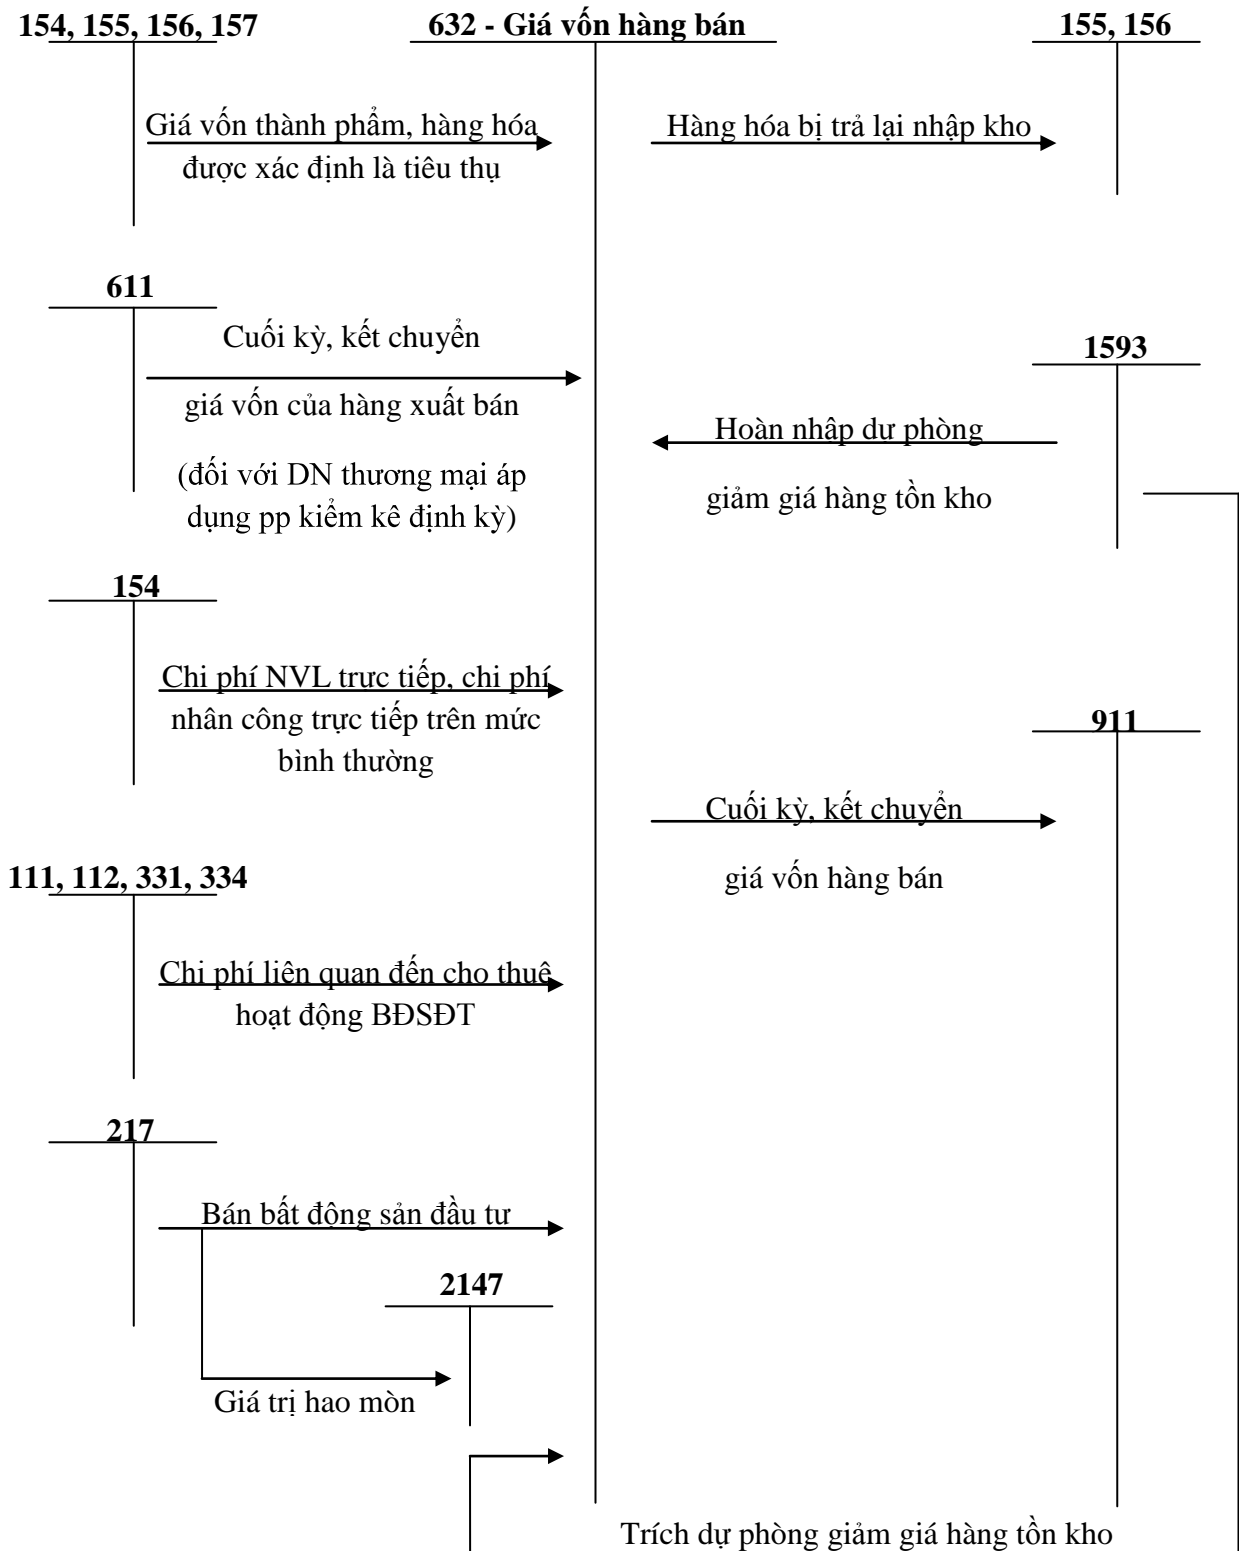 154, 155, 156, 157
632 - Giá vốn hàng bán
155, 156
Giá vốn thành phẩm, hàng hóa
được xác định là tiêu thụ
Hàng hóa bị trả lại nhập kho
611
Cuối kỳ, kết chuyển
giá vốn của hàng xuất bán
(đối với DN thương mại áp
dụng pp kiểm kê định kỳ)
1593
Hoàn nhập dự phòng
giảm giá hàng tồn kho
154
Chi phí NVL trực tiếp, chi phí
nhân công trực tiếp trên mức
bình thường
911
Cuối kỳ, kết chuyển
giá vốn hàng bán
111, 112, 331, 334
Chi phí liên quan đến cho thuê
hoạt động BĐSĐT
217
Bán bất động sản đầu tư
2147
Giá trị hao mòn
Trích dự phòng giảm giá hàng tồn kho